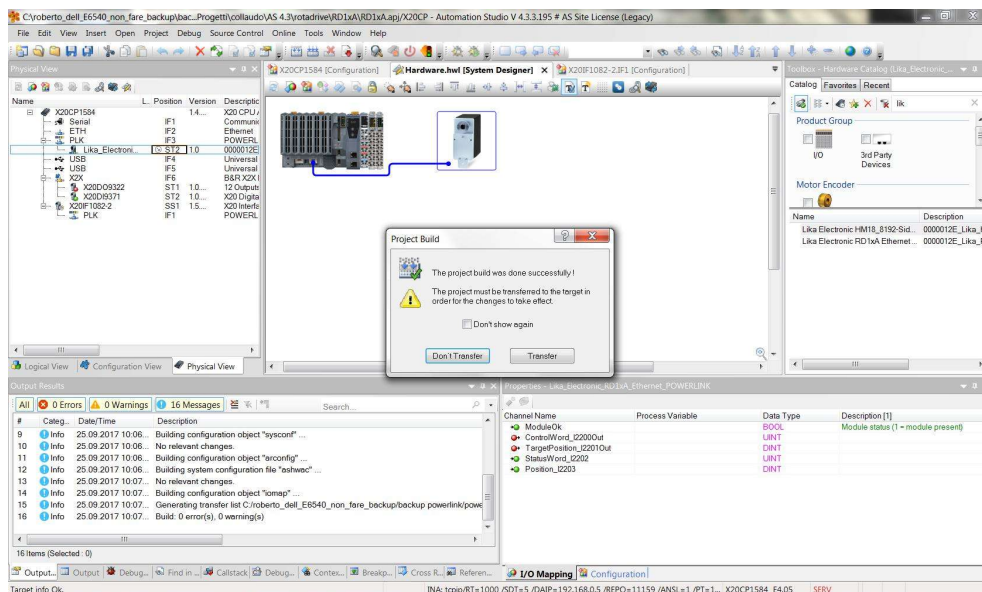 C:\roberto_dell_E6540_non_fare_backup\bac...Progetti\collaudo\AS 4.3\rotadrive\RD1xA\RD1xA.apj/X20CP - Automation Studio V 4.3.3.195 # AS Site License (Legacy)
File Edit View Insert Open Project Debug Source Control Online Tools Window Help
Physical View
X20CP1584 [Configuration] Hardware.hwl [System Designer] X20IF1082-2.IF1 [Configuration]
Toolbox - Hardware Catalog (Lika_Electronic_...
Catalog Favorites Recent
lik
Name L.. Position Version Descriptic
X20CP1584 1.4.... X20 CPU
Serial IF1 Communic
ETH IF2 Ethernet
PLK IF3 POWERL
Lika_Electroni... ST2 1.0 0000012E
USB IF4 Universal
USB IF5 Universal
X2X IF6 B&R X2X I
X20DO9322 ST1 1.0.... 12 Outputs
X20DI9371 ST2 1.0.... X20 Digita
X20IF1082-2 SS1 1.5.... X20 Interfa
PLK IF1 POWERL
Product Group
I/O
3rd Party
Devices
Motor Encoder
Name Description
Lika Electronic HM18_8192-Sid... 0000012E_Lika_
Lika Electronic RD1xA Ethernet... 0000012E_Lika_
Project Build
The project build was done successfully !
The project must be transferred to the target in
order for the changes to take effect.
Don't show again
Don't Transfer Transfer
Logical View Configuration View Physical View
Output Results
All 0 Errors 0 Warnings 16 Messages Search...
# Categ... Date/Time Description
9 Info 25.09.2017 10:06... Building configuration object "sysconf" ...
10 Info 25.09.2017 10:06... No relevant changes.
11 Info 25.09.2017 10:06... Building configuration object "arconfig" ...
12 Info 25.09.2017 10:06... Building system configuration file "ashwac" ...
13 Info 25.09.2017 10:07... No relevant changes.
14 Info 25.09.2017 10:07... Building configuration object "iomap" ...
15 Info 25.09.2017 10:07... Generating transfer list C:/roberto_dell_E6540_non_fare_backup/backup powerlink/powe
16 Info 25.09.2017 10:07... Build: 0 error(s), 0 warning(s)
16 Items (Selected : 0)
Output... Output Debug... Find in ... Callstack Debug... Contex... Breakp... Cross R... Referen...
Properties - Lika_Electronic_RD1xA_Ethernet_POWERLINK
Channel Name Process Variable Data Type Description [1]
ModuleOk BOOL Module status (1 = module present)
ControlWord_I2200Out UINT
TargetPosition_I2201Out DINT
StatusWord_I2202 UINT
Position_I2203 DINT
I/O Mapping Configuration
Target info Ok. INA: tcpip/RT=1000 /SDT=5 /DAIP=192.168.0.5 /REPO=11159 /ANSL=1 /PT=1... X20CP1584 F4.05 SERV